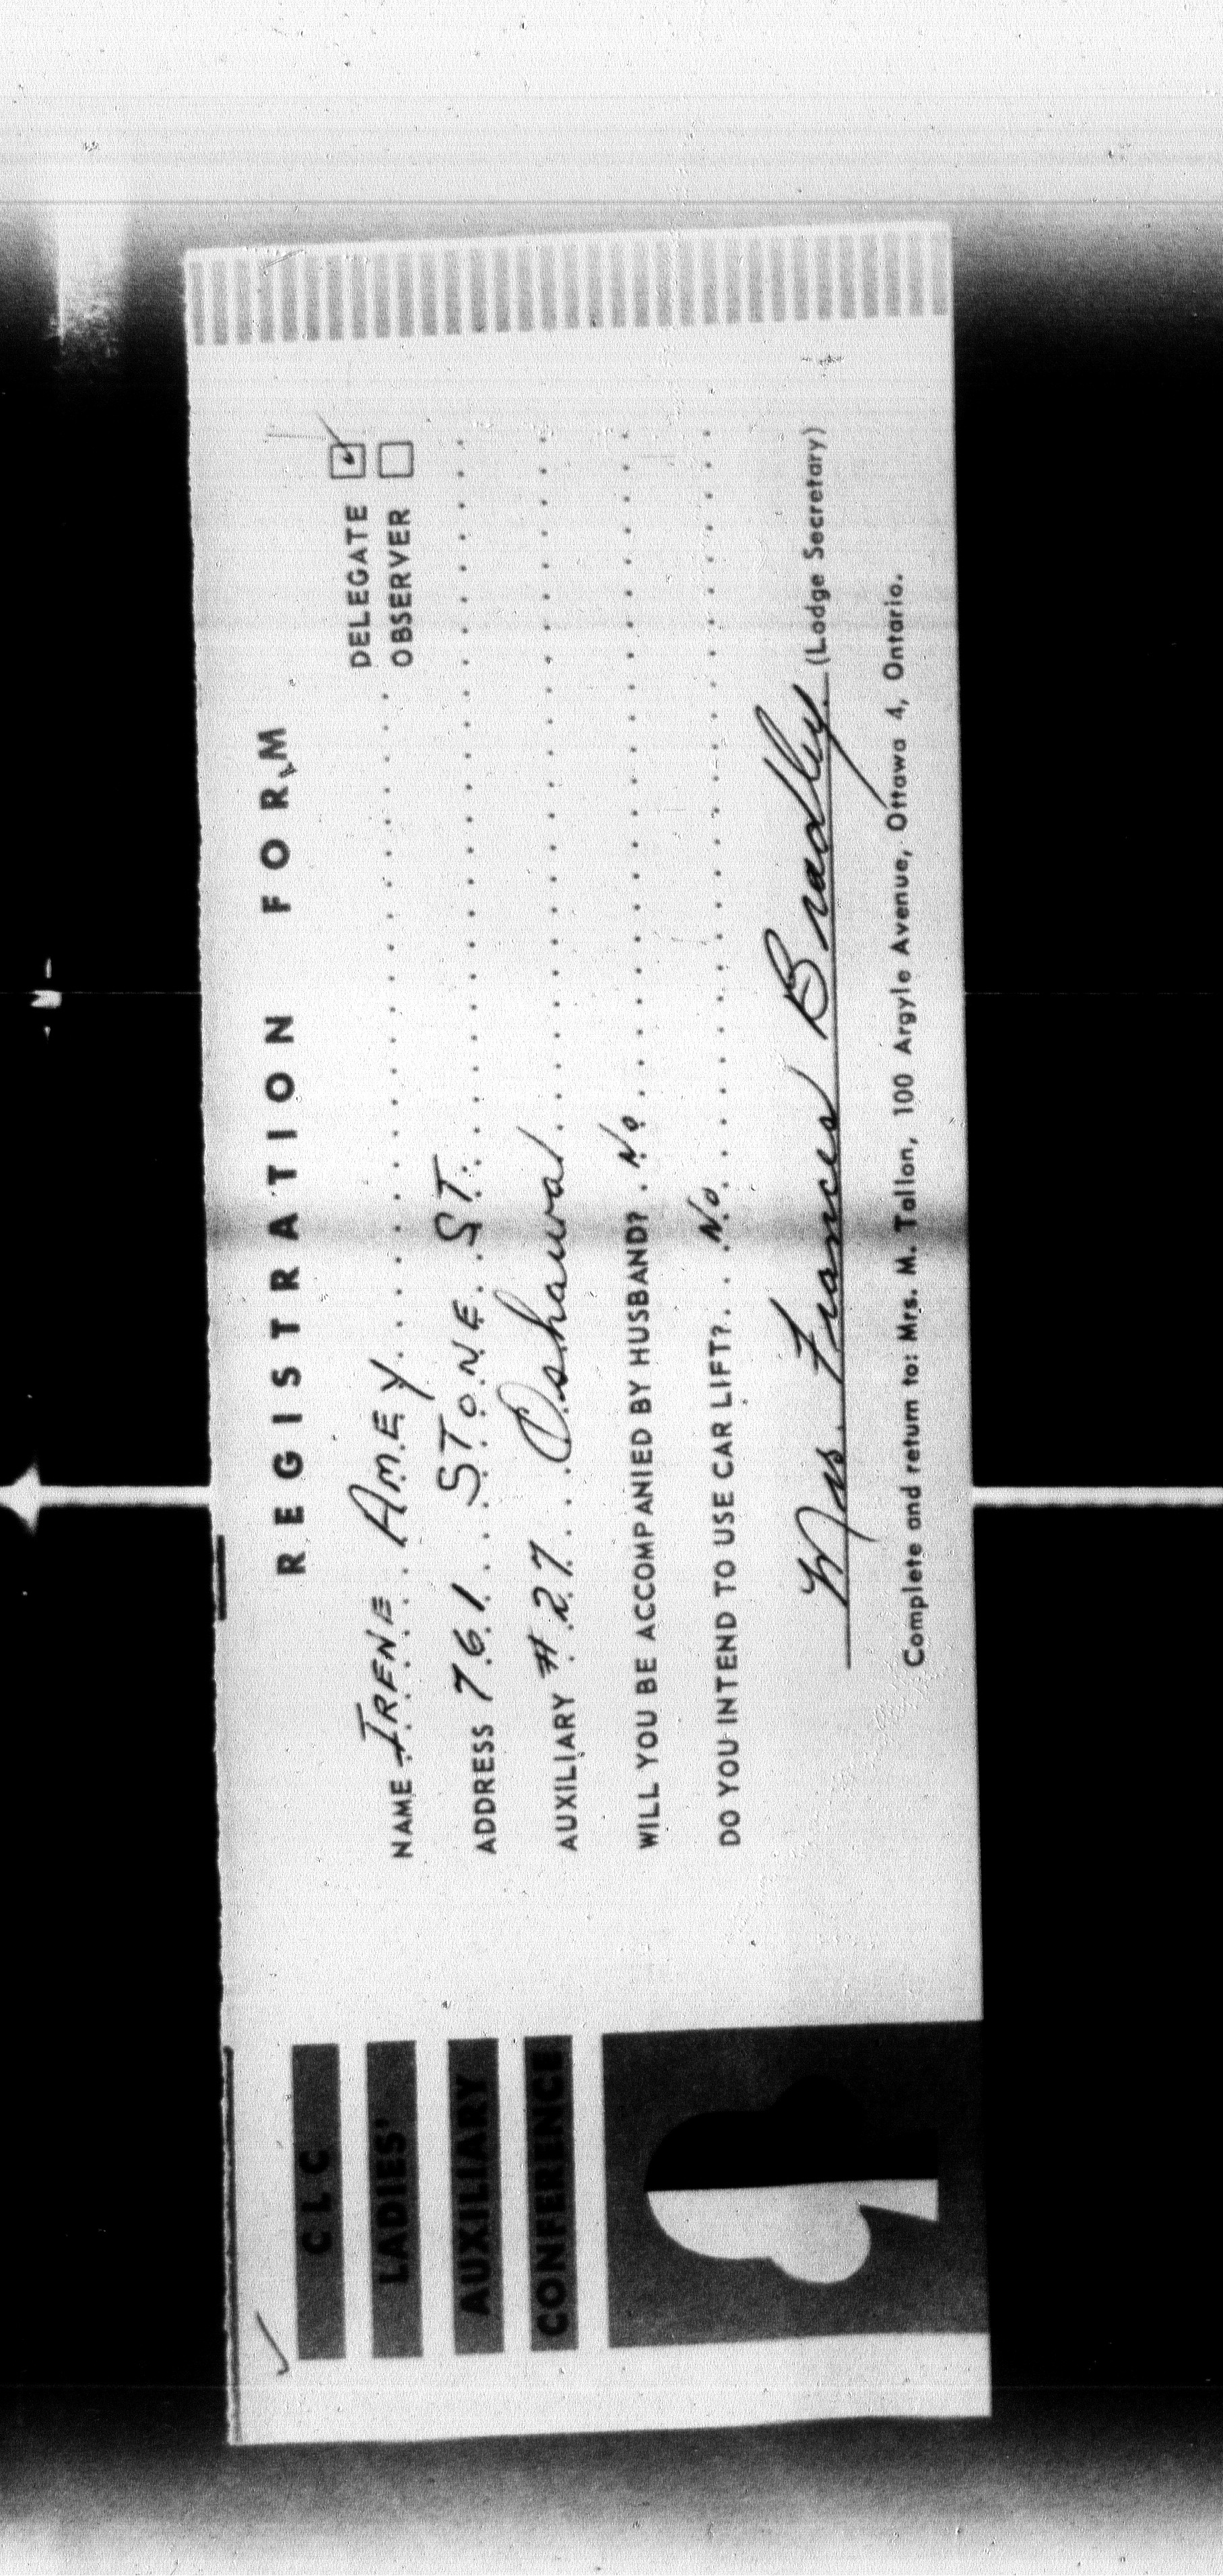 CLC
LADIES'
AUXILIARY
CONFERENCE
REGISTRATION FORM
NAME IRENE AMEY DELEGATE ☑
OBSERVER ☐
ADDRESS 761 STONE ST.
AUXILIARY #27 Oshawa
WILL YOU BE ACCOMPANIED BY HUSBAND? No
DO YOU INTEND TO USE CAR LIFT? No
Mrs. Frances Bradley (Lodge Secretary)
Complete and return to: Mrs. M. Tallon, 100 Argyle Avenue, Ottawa 4, Ontario.